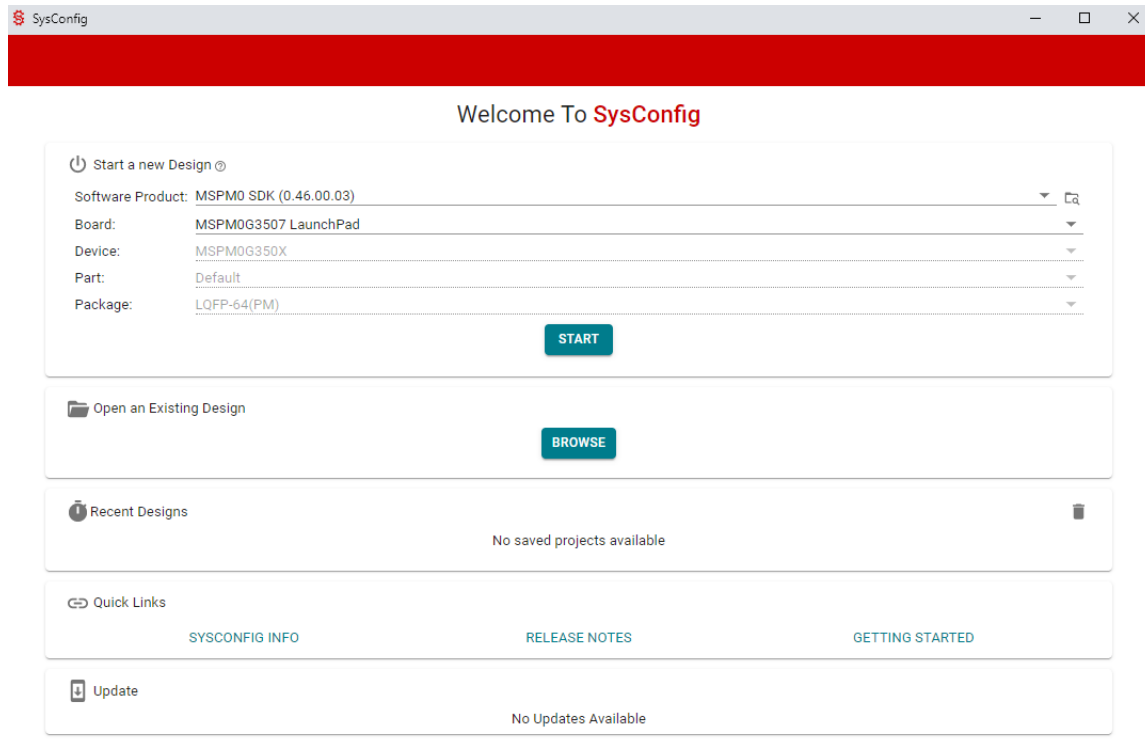 SysConfig
Welcome To SysConfig
Start a new Design
Software Product: MSPM0 SDK (0.46.00.03)
Board: MSPM0G3507 LaunchPad
Device: MSPM0G350X
Part: Default
Package: LQFP-64(PM)
START
Open an Existing Design
BROWSE
Recent Designs
No saved projects available
Quick Links
SYSCONFIG INFO RELEASE NOTES GETTING STARTED
Update
No Updates Available